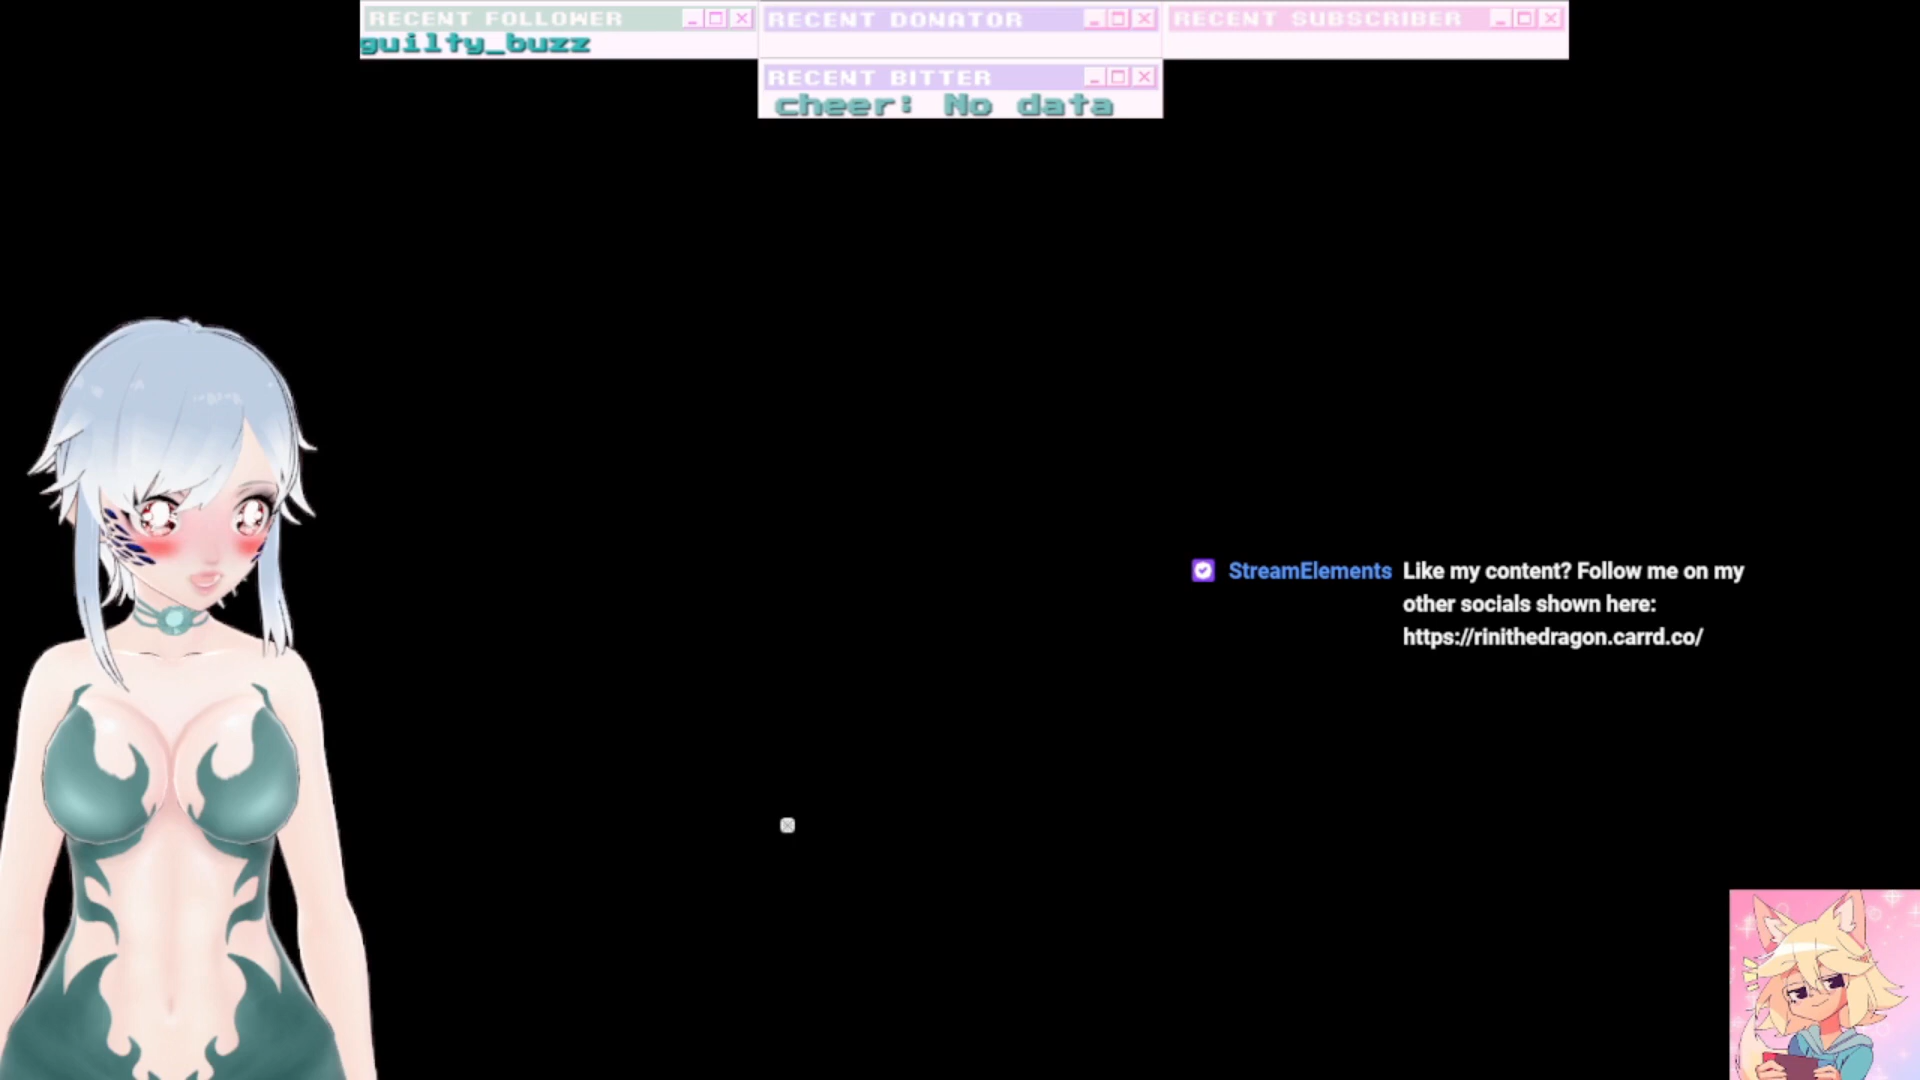 RECENT FOLLOWER
guilty_buzz
RECENT DONATOR
RECENT SUBSCRIBER
RECENT BITTER
cheer: No data
StreamElements Like my content? Follow me on my
other socials shown here:
https://rinithedragon.carrd.co/